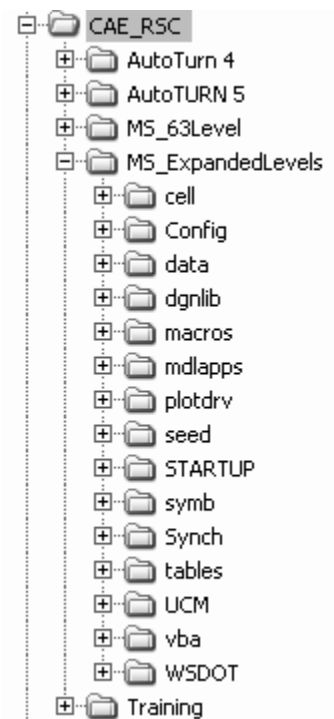 CAE_RSC
AutoTurn 4
AutoTURN 5
MS_63Level
MS_ExpandedLevels
cell
Config
data
dgnlib
macros
mdlapps
plotdrv
seed
STARTUP
symb
Synch
tables
UCM
vba
WSDOT
Training